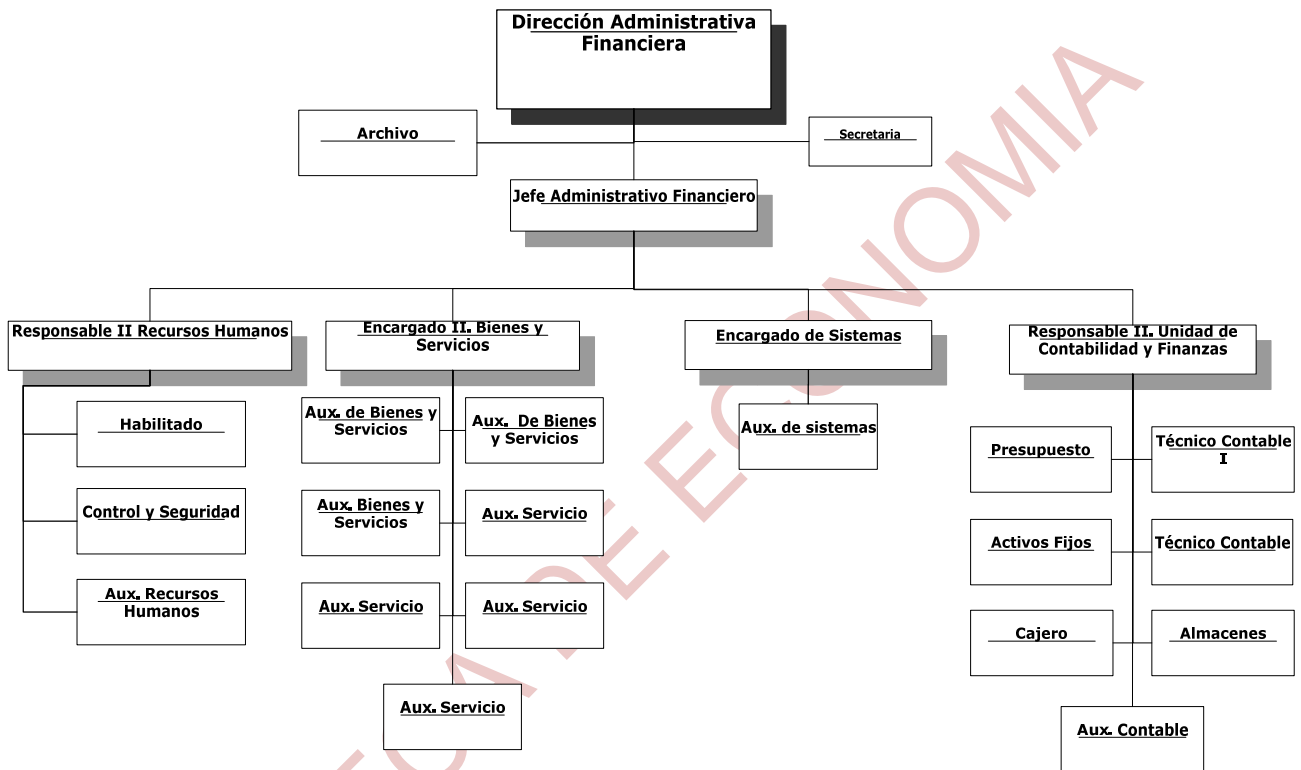 Dirección Administrativa
Financiera
Archivo
Secretaria
Jefe Administrativo Financiero
Responsable II Recursos Humanos
Encargado II. Bienes y
Servicios
Encargado de Sistemas
Responsable II. Unidad de
Contabilidad y Finanzas
Habilitado
Control y Seguridad
Aux. Recursos
Humanos
Aux. de Bienes y
Servicios
Aux. De Bienes
y Servicios
Aux. Bienes y
Servicios
Aux. Servicio
Aux. Servicio
Aux. Servicio
Aux. Servicio
Aux. de sistemas
Presupuesto
Técnico Contable
I
Activos Fijos
Técnico Contable
Cajero
Almacenes
Aux. Contable
DE ECONOMIA